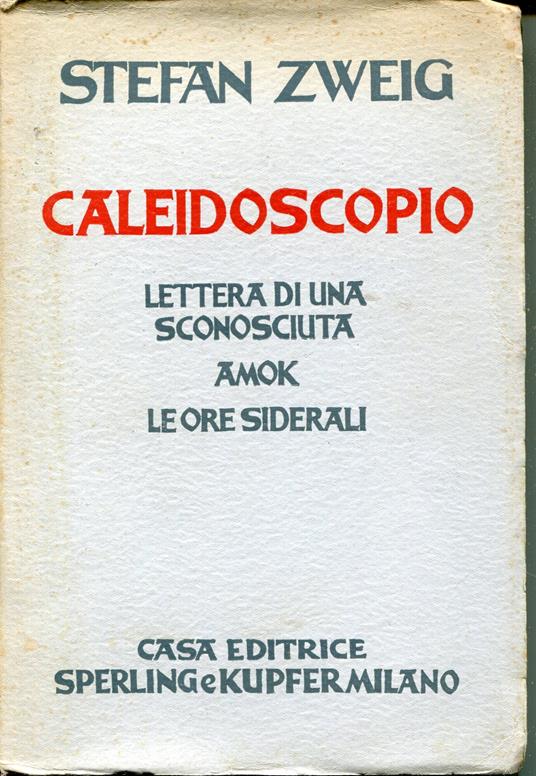 STEFAN ZWEIG
CALEIDOSCOPIO
LETTERA DI UNA
SCONOSCIUTA
AMOK
LE ORE SIDERALI
CASA EDITRICE
SPERLING e KUPFER MILANO